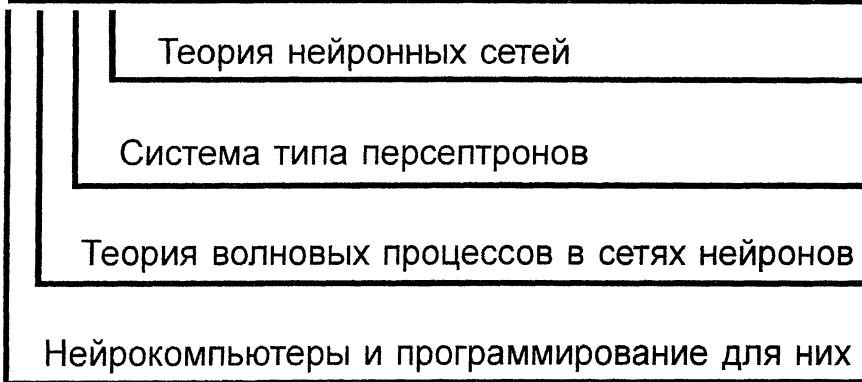 Теория нейронных сетей
Система типа персептронов
Теория волновых процессов в сетях нейронов
Нейрокомпьютеры и программирование для них